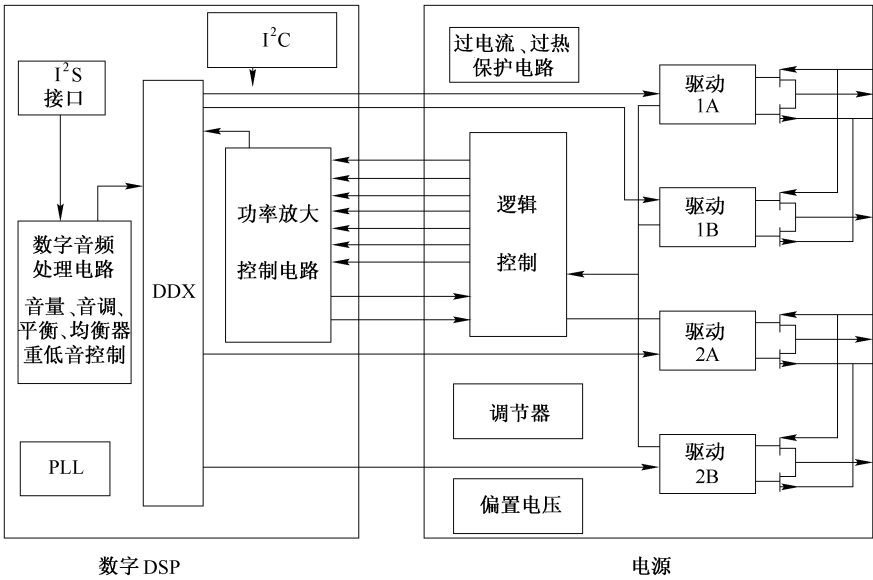 I²C
I²S
接口
数字音频
处理电路
音量、音调、
平衡、均衡器
重低音控制
PLL
DDX
功率放大
控制电路
过电流、过热
保护电路
逻辑
控制
调节器
偏置电压
驱动
1A
驱动
1B
驱动
2A
驱动
2B
数字DSP
电源